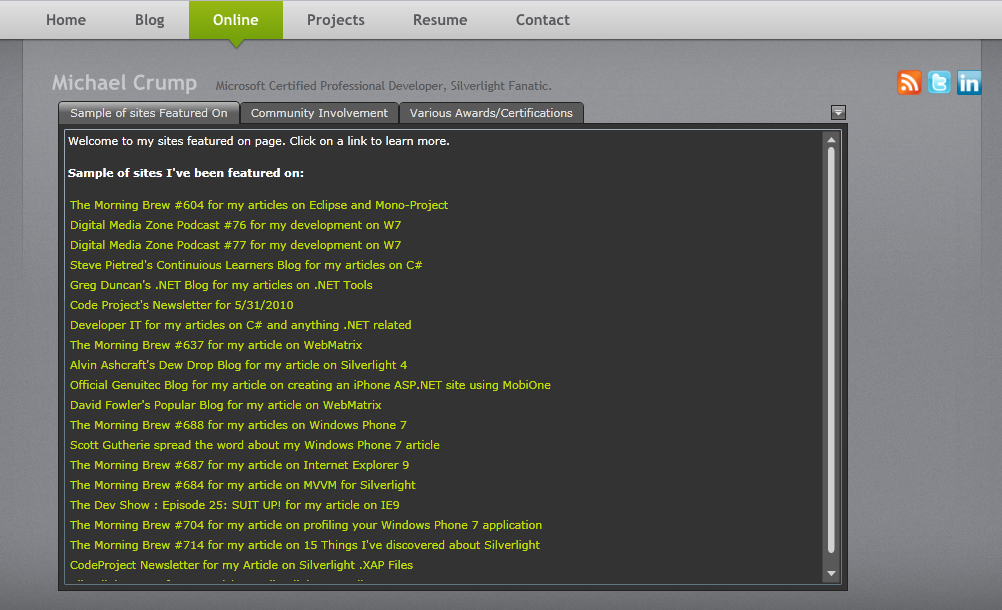 Home Blog Online Projects Resume Contact
Michael Crump Microsoft Certified Professional Developer, Silverlight Fanatic.
in
Sample of sites Featured On Community Involvement Various Awards/Certifications
Welcome to my sites featured on page. Click on a link to learn more.
Sample of sites I've been featured on:
The Morning Brew #604 for my articles on Eclipse and Mono-Project
Digital Media Zone Podcast #76 for my development on W7
Digital Media Zone Podcast #77 for my development on W7
Steve Pietred's Continuious Learners Blog for my articles on C#
Greg Duncan's .NET Blog for my articles on .NET Tools
Code Project's Newsletter for 5/31/2010
Developer IT for my articles on C# and anything .NET related
The Morning Brew #637 for my articles on WebMatrix
Alvin Ashcraft's Dew Drop Blog for my article on Silverlight 4
Official Genuitec Blog for my article on creating an iPhone ASP.NET site using MobiOne
David Fowler's Popular Blog for my article on WebMatrix
The Morning Brew #688 for my articles on Windows Phone 7
Scott Gutherie spread the word about my Windows Phone 7 article
The Morning Brew #687 for my article on Internet Explorer 9
The Morning Brew #684 for my article on MVVM for Silverlight
The Dev Show : Episode 25: SUIT UP! for my article on IE9
The Morning Brew #704 for my article on profiling your Windows Phone 7 application
The Morning Brew #714 for my article on 15 Things I've discovered about Silverlight
CodeProject Newsletter for my Article on Silverlight .XAP Files